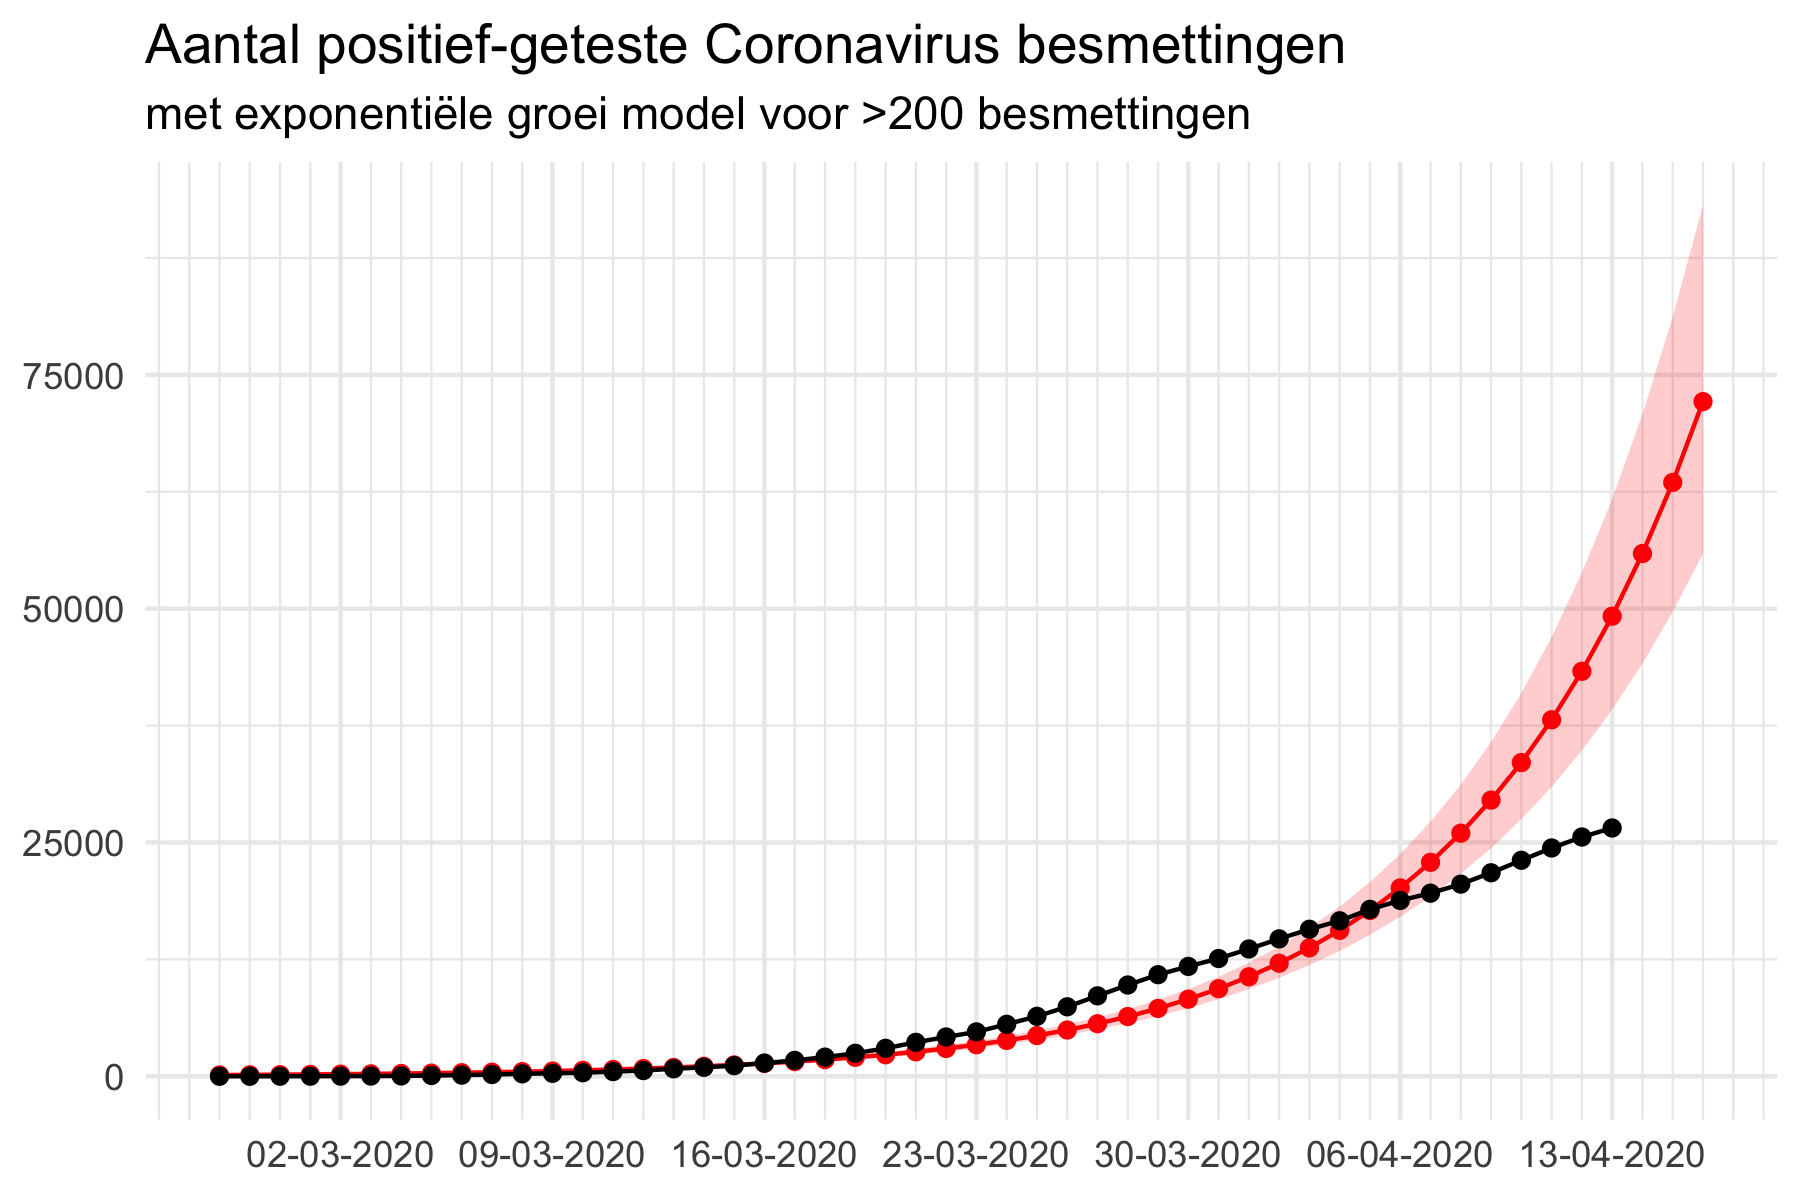 Aantal positief-geteste Coronavirus besmettingen
met exponentiële groei model voor >200 besmettingen
75000
50000
25000
0
02-03-2020 09-03-2020 16-03-2020 23-03-2020 30-03-2020 06-04-2020 13-04-2020